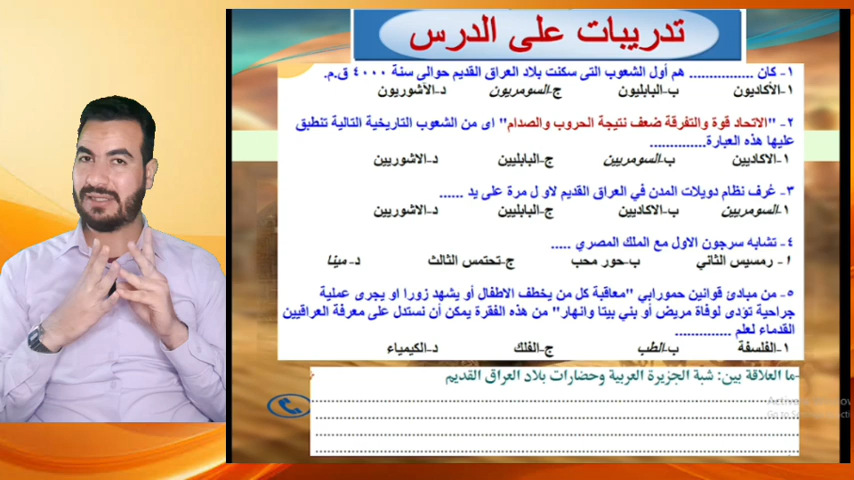 تدريبات على الدرس
١- كان ................ هم أول الشعوب التى سكنت بلاد العراق القديم حوالى سنة ٤٠٠٠ ق.م.
١-الأكاديون ب-البابليون ج-السومريون د-الأشوريون
٢- "الاتحاد قوة والتفرقة ضعف نتيجة الحروب والصدام" اى من الشعوب التاريخية التالية تنطبق
عليها هذه العبارة..............
١-الاكاديين ب-السومريين ج-البابليين د-الاشوريين
٣- عُرف نظام دويلات المدن في العراق القديم لاو ل مرة على يد ......
١-السومريين ب-الاكاديين ج-البابليين د-الاشوريين
٤- تشابه سرجون الاول مع الملك المصري .....
١- رمسيس الثاني ب-حور محب ج-تحتمس الثالث د- مينا
٥- من مبادئ قوانين حمورابي "معاقبة كل من يخطف الاطفال أو يشهد زورا او يجرى عملية
جراحية تؤدى لوفاة مريض أو بني بيتا وانهار" من هذه الفقرة يمكن أن نستدل على معرفة العراقيين
القدماء لعلم ..............
١-الفلسفة ب-الطب ج-الفلك د-الكيمياء
-ما العلاقة بين: شبة الجزيرة العربية وحضارات بلاد العراق القديم